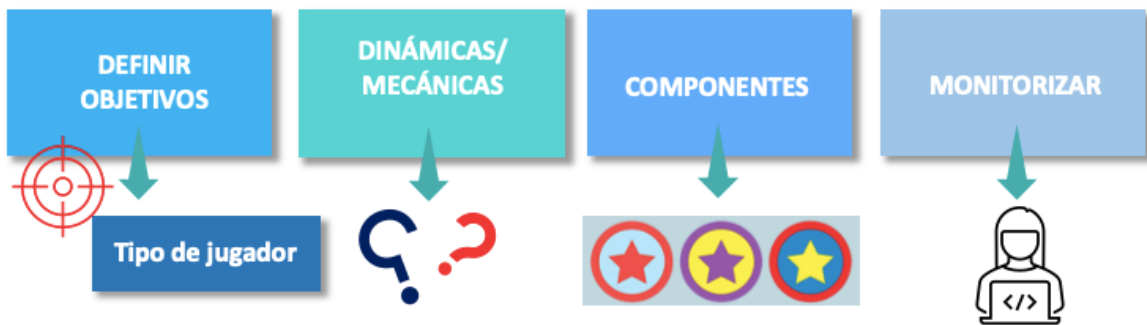 DEFINIR
OBJETIVOS
DINÁMICAS/
MECÁNICAS
COMPONENTES
MONITORIZAR
Tipo de jugador
? ?
</>